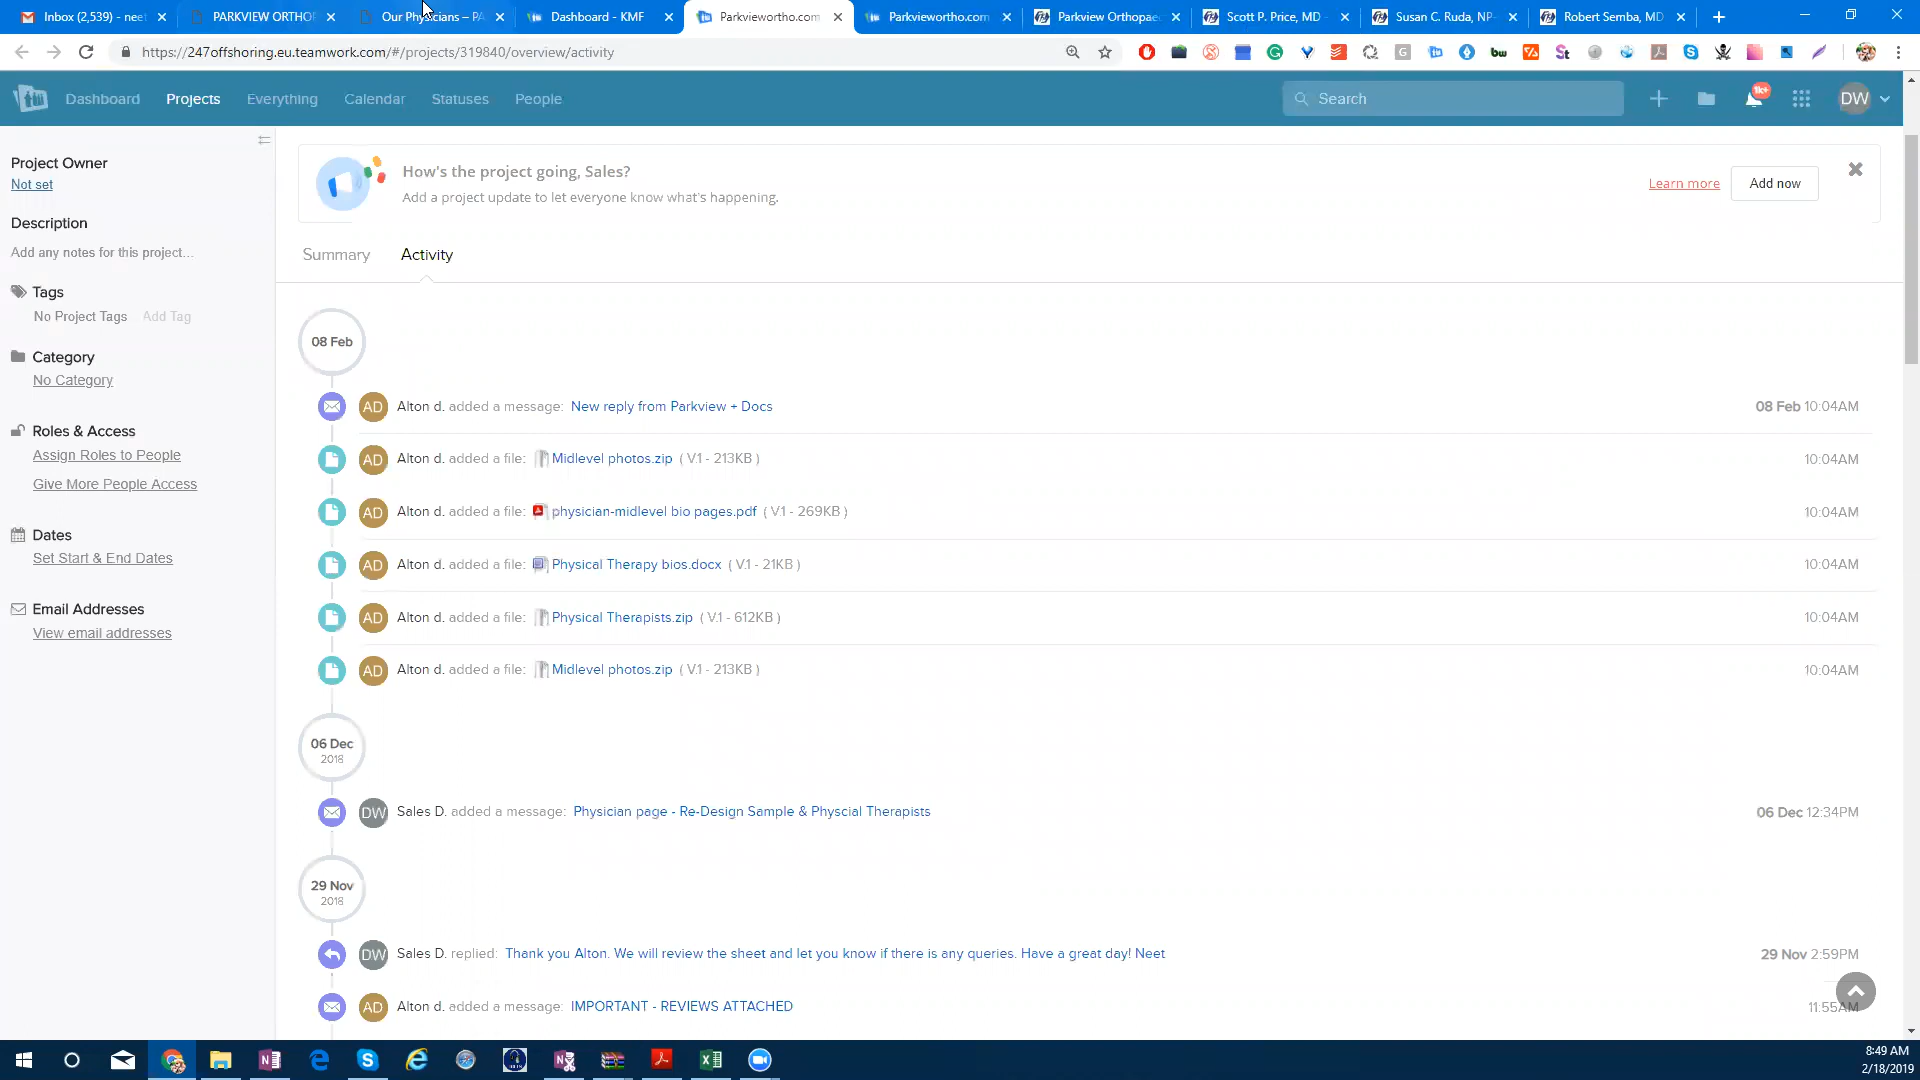 Inbox (2,539) - neet
PARKVIEW ORTHO
Our Physicians – PA
Dashboard - KMF
Parkviewortho.com
Parkviewortho.com
Parkview Orthopaed
Scott P. Price, MD -
Susan C. Ruda, NP-
Robert Semba, MD
https://247offshoring.eu.teamwork.com/#/projects/319840/overview/activity
Dashboard Projects Everything Calendar Statuses People
Search
1k+
DW
Project Owner
Not set
Description
Add any notes for this project...
Tags
No Project Tags Add Tag
Category
No Category
Roles & Access
Assign Roles to People
Give More People Access
Dates
Set Start & End Dates
Email Addresses
View email addresses
How's the project going, Sales?
Add a project update to let everyone know what's happening.
Learn more
Add now
Summary Activity
08 Feb
AD Alton d. added a message: New reply from Parkview + Docs 08 Feb 10:04AM
AD Alton d. added a file: Midlevel photos.zip ( V.1 - 213KB ) 10:04AM
AD Alton d. added a file: physician-midlevel bio pages.pdf ( V.1 - 269KB ) 10:04AM
AD Alton d. added a file: Physical Therapy bios.docx ( V.1 - 21KB ) 10:04AM
AD Alton d. added a file: Physical Therapists.zip ( V.1 - 612KB ) 10:04AM
AD Alton d. added a file: Midlevel photos.zip ( V.1 - 213KB ) 10:04AM
06 Dec
2018
DW Sales D. added a message: Physician page - Re-Design Sample & Physcial Therapists 06 Dec 12:34PM
29 Nov
2018
DW Sales D. replied: Thank you Alton. We will review the sheet and let you know if there is any queries. Have a great day! Neet 29 Nov 2:59PM
AD Alton d. added a message: IMPORTANT - REVIEWS ATTACHED 11:55AM
8:49 AM
2/18/2019